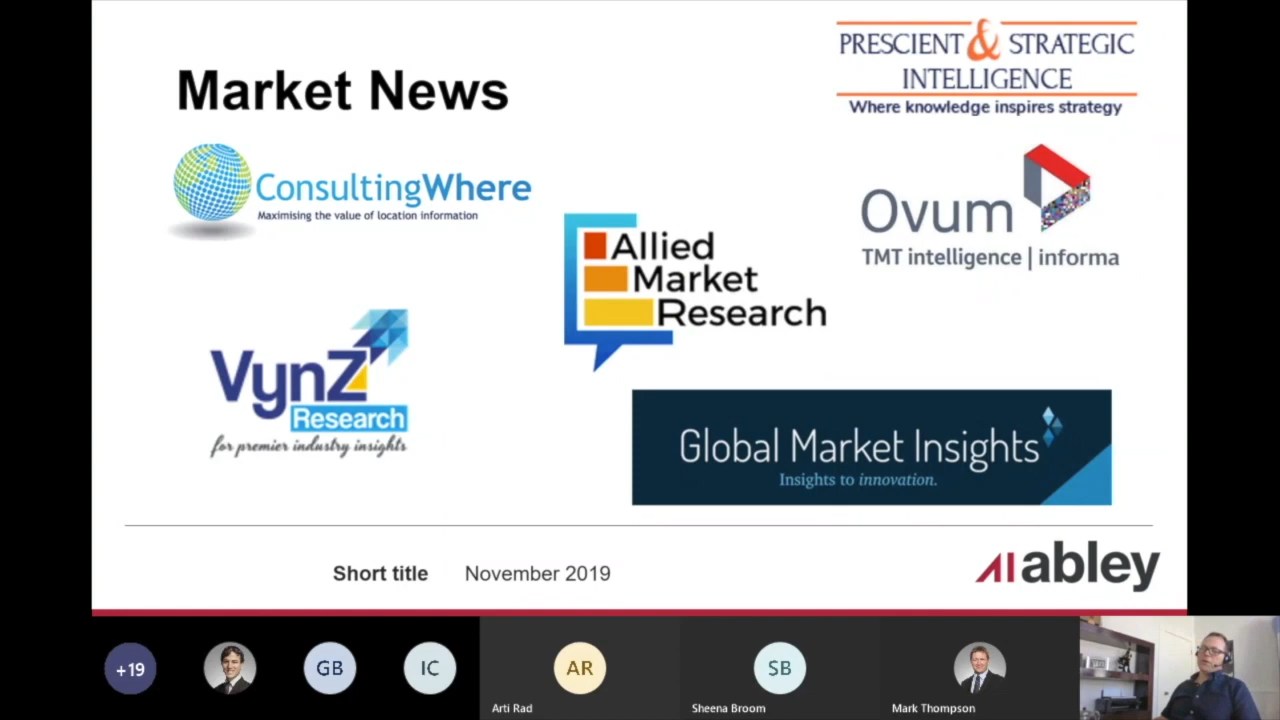 Market News
PRESCIENT & STRATEGIC
INTELLIGENCE
Where knowledge inspires strategy
ConsultingWhere
Maximising the value of location information
Ovum
TMT intelligence | informa
Allied
Market
Research
VynZ
Research
for premier industry insights
Global Market Insights
Insights to innovation.
Short title November 2019
abley
+19
GB
IC
AR
SB
Arti Rad
Sheena Broom
Mark Thompson